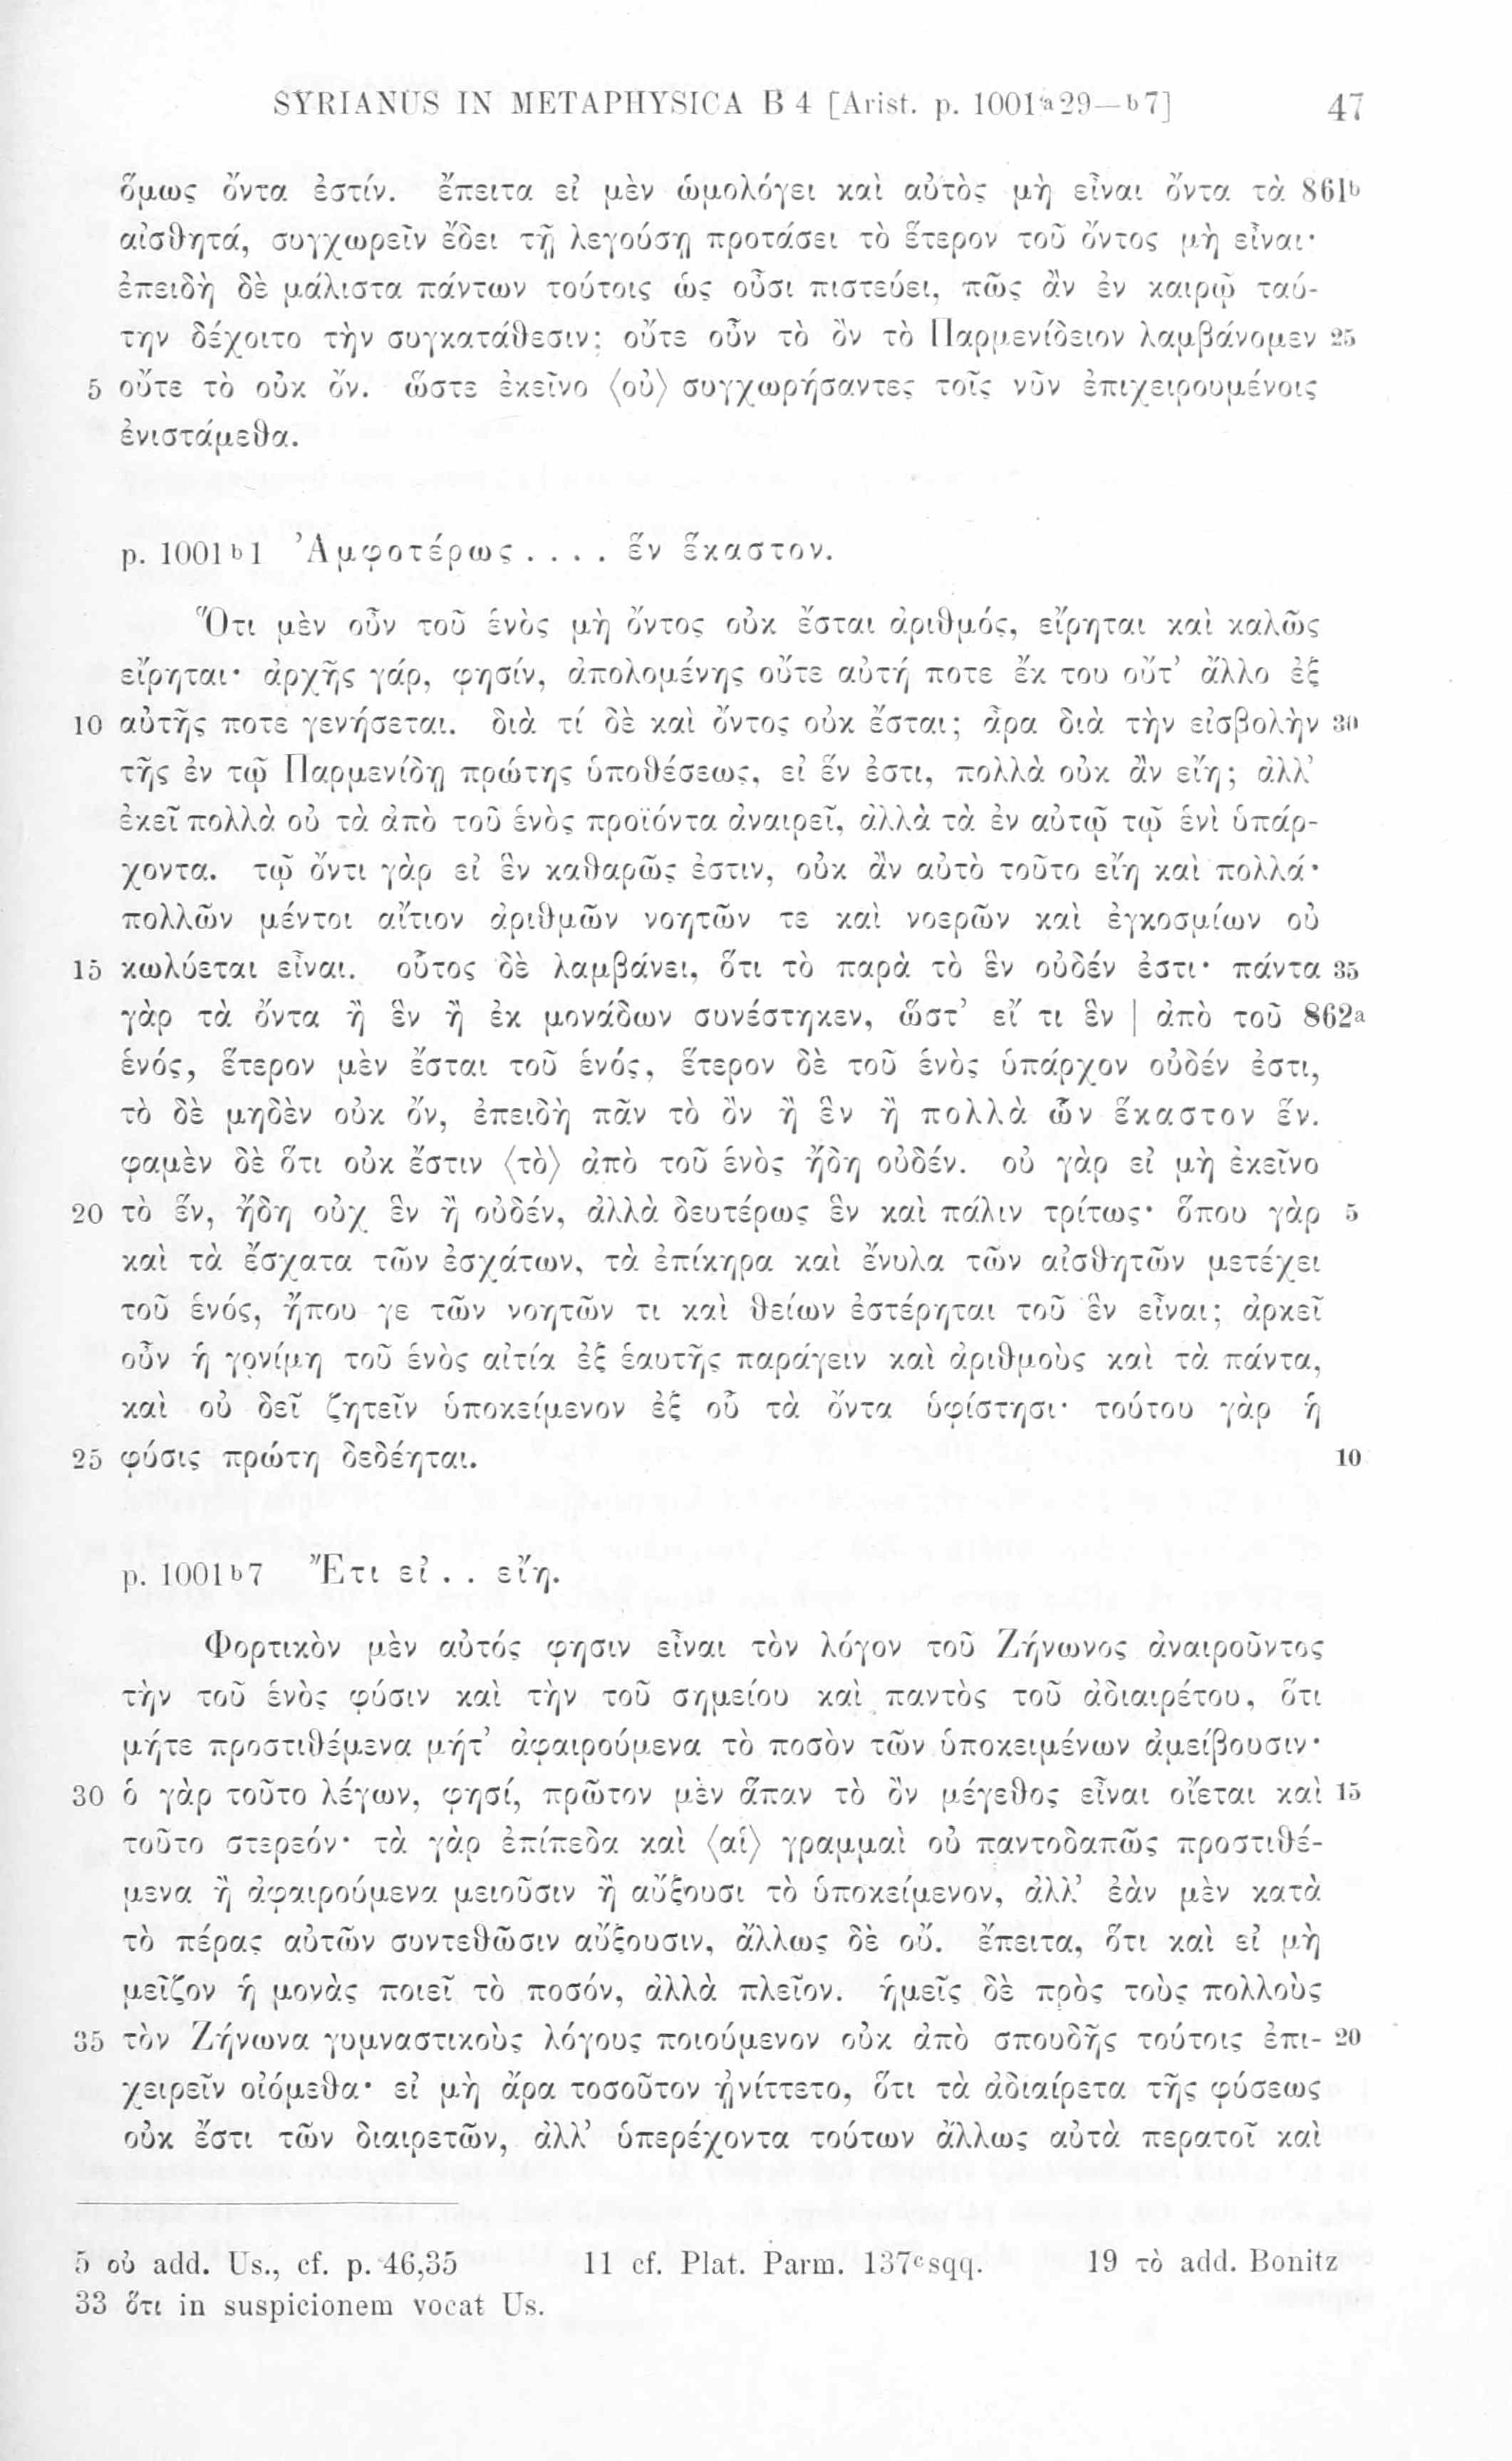 SYRIANUS IN METAPHYSICA B 4 [Arist. p. 1001ᵃ29—ᵇ7] 47
ὅμως ὄντα ἐστίν. ἔπειτα εἰ μὲν ὡμολόγει καὶ αὐτὸς μὴ εἶναι ὄντα τὰ 861ᵇ
αἰσθητά, συγχωρεῖν ἔδει τῇ λεγούσῃ προτάσει τὸ ἕτερον τοῦ ὄντος μὴ εἶναι·
ἐπειδὴ δὲ μάλιστα πάντων τούτοις ὡς οὖσι πιστεύει, πῶς ἂν ἐν καιρῷ ταύ-
την δέχοιτο τὴν συγκατάθεσιν; οὔτε οὖν τὸ ὂν τὸ Παρμενίδειον λαμβάνομεν 25
5 οὔτε τὸ οὐκ ὄν. ὥστε ἐκεῖνο ⟨οὐ⟩ συγχωρήσαντες τοῖς νῦν ἐπιχειρουμένοις
ἐνιστάμεθα.
p. 1001ᵇ1 Ἀμφοτέρως . . . . ἓν ἕκαστον.
Ὅτι μὲν οὖν τοῦ ἑνὸς μὴ ὄντος οὐκ ἔσται ἀριθμός, εἴρηται καὶ καλῶς
εἴρηται· ἀρχῆς γάρ, φησίν, ἀπολομένης οὔτε αὐτή ποτε ἔκ του οὔτ’ ἄλλο ἐξ
10 αὐτῆς ποτε γενήσεται. διὰ τί δὲ καὶ ὄντος οὐκ ἔσται; ἆρα διὰ τὴν εἰσβολὴν 30
τῆς ἐν τῷ Παρμενίδῃ πρώτης ὑποθέσεως, εἰ ἕν ἐστι, πολλὰ οὐκ ἂν εἴη; ἀλλ’
ἐκεῖ πολλὰ οὐ τὰ ἀπὸ τοῦ ἑνὸς προϊόντα ἀναιρεῖ, ἀλλὰ τὰ ἐν αὐτῷ τῷ ἑνὶ ὑπάρ-
χοντα. τῷ ὄντι γὰρ εἰ ἓν καθαρῶς ἐστιν, οὐκ ἂν αὐτὸ τοῦτο εἴη καὶ πολλά·
πολλῶν μέντοι αἴτιον ἀριθμῶν νοητῶν τε καὶ νοερῶν καὶ ἐγκοσμίων οὐ
15 κωλύεται εἶναι. οὗτος δὲ λαμβάνει, ὅτι τὸ παρὰ τὸ ἓν οὐδέν ἐστι· πάντα 35
γὰρ τὰ ὄντα ἢ ἓν ἢ ἐκ μονάδων συνέστηκεν, ὥστ’ εἴ τι ἓν | ἀπὸ τοῦ 862ᵃ
ἑνός, ἕτερον μὲν ἔσται τοῦ ἑνός, ἕτερον δὲ τοῦ ἑνὸς ὑπάρχον οὐδέν ἐστι,
τὸ δὲ μηδὲν οὐκ ὄν, ἐπειδὴ πᾶν τὸ ὂν ἢ ἓν ἢ πολλὰ ὧν ἕκαστον ἕν.
φαμὲν δὲ ὅτι οὐκ ἔστιν ⟨τὸ⟩ ἀπὸ τοῦ ἑνὸς ἤδη οὐδέν. οὐ γὰρ εἰ μὴ ἐκεῖνο
20 τὸ ἕν, ἤδη οὐχ ἓν ἢ οὐδέν, ἀλλὰ δευτέρως ἓν καὶ πάλιν τρίτως· ὅπου γὰρ 5
καὶ τὰ ἔσχατα τῶν ἐσχάτων, τὰ ἐπίκηρα καὶ ἔνυλα τῶν αἰσθητῶν μετέχει
τοῦ ἑνός, ἤπου γε τῶν νοητῶν τι καὶ θείων ἐστέρηται τοῦ ἓν εἶναι; ἀρκεῖ
οὖν ἡ γονίμη τοῦ ἑνὸς αἰτία ἐξ ἑαυτῆς παράγειν καὶ ἀριθμοὺς καὶ τὰ πάντα,
καὶ οὐ δεῖ ζητεῖν ὑποκείμενον ἐξ οὗ τὰ ὄντα ὑφίστησι· τούτου γὰρ ἡ
25 φύσις πρώτη δεδέηται. 10
p. 1001ᵇ7 Ἔτι εἰ . . εἴη.
Φορτικὸν μὲν αὐτός φησιν εἶναι τὸν λόγον τοῦ Ζήνωνος ἀναιροῦντος
τὴν τοῦ ἑνὸς φύσιν καὶ τὴν τοῦ σημείου καὶ παντὸς τοῦ ἀδιαιρέτου, ὅτι
μήτε προστιθέμενα μήτ’ ἀφαιρούμενα τὸ ποσὸν τῶν ὑποκειμένων ἀμείβουσιν·
30 ὁ γὰρ τοῦτο λέγων, φησί, πρῶτον μὲν ἅπαν τὸ ὂν μέγεθος εἶναι οἴεται καὶ 15
τοῦτο στερεόν· τὰ γὰρ ἐπίπεδα καὶ ⟨αἱ⟩ γραμμαὶ οὐ παντοδαπῶς προστιθέ-
μενα ἢ ἀφαιρούμενα μειοῦσιν ἢ αὔξουσι τὸ ὑποκείμενον, ἀλλ’ ἐὰν μὲν κατὰ
τὸ πέρας αὐτῶν συντεθῶσιν αὔξουσιν, ἄλλως δὲ οὔ. ἔπειτα, ὅτι καὶ εἰ μὴ
μεῖζον ἡ μονὰς ποιεῖ τὸ ποσόν, ἀλλὰ πλεῖον. ἡμεῖς δὲ πρὸς τοὺς πολλοὺς
35 τὸν Ζήνωνα γυμναστικοὺς λόγους ποιούμενον οὐκ ἀπὸ σπουδῆς τούτοις ἐπι- 20
χειρεῖν οἰόμεθα· εἰ μὴ ἄρα τοσοῦτον ᾐνίττετο, ὅτι τὰ ἀδιαίρετα τῆς φύσεως
οὐκ ἔστι τῶν διαιρετῶν, ἀλλ’ ὑπερέχοντα τούτων ἄλλως αὐτὰ περατοῖ καὶ
5 οὐ add. Us., cf. p. 46,35 11 cf. Plat. Parm. 137ᶜsqq. 19 τὸ add. Bonitz
33 ὅτι in suspicionem vocat Us.